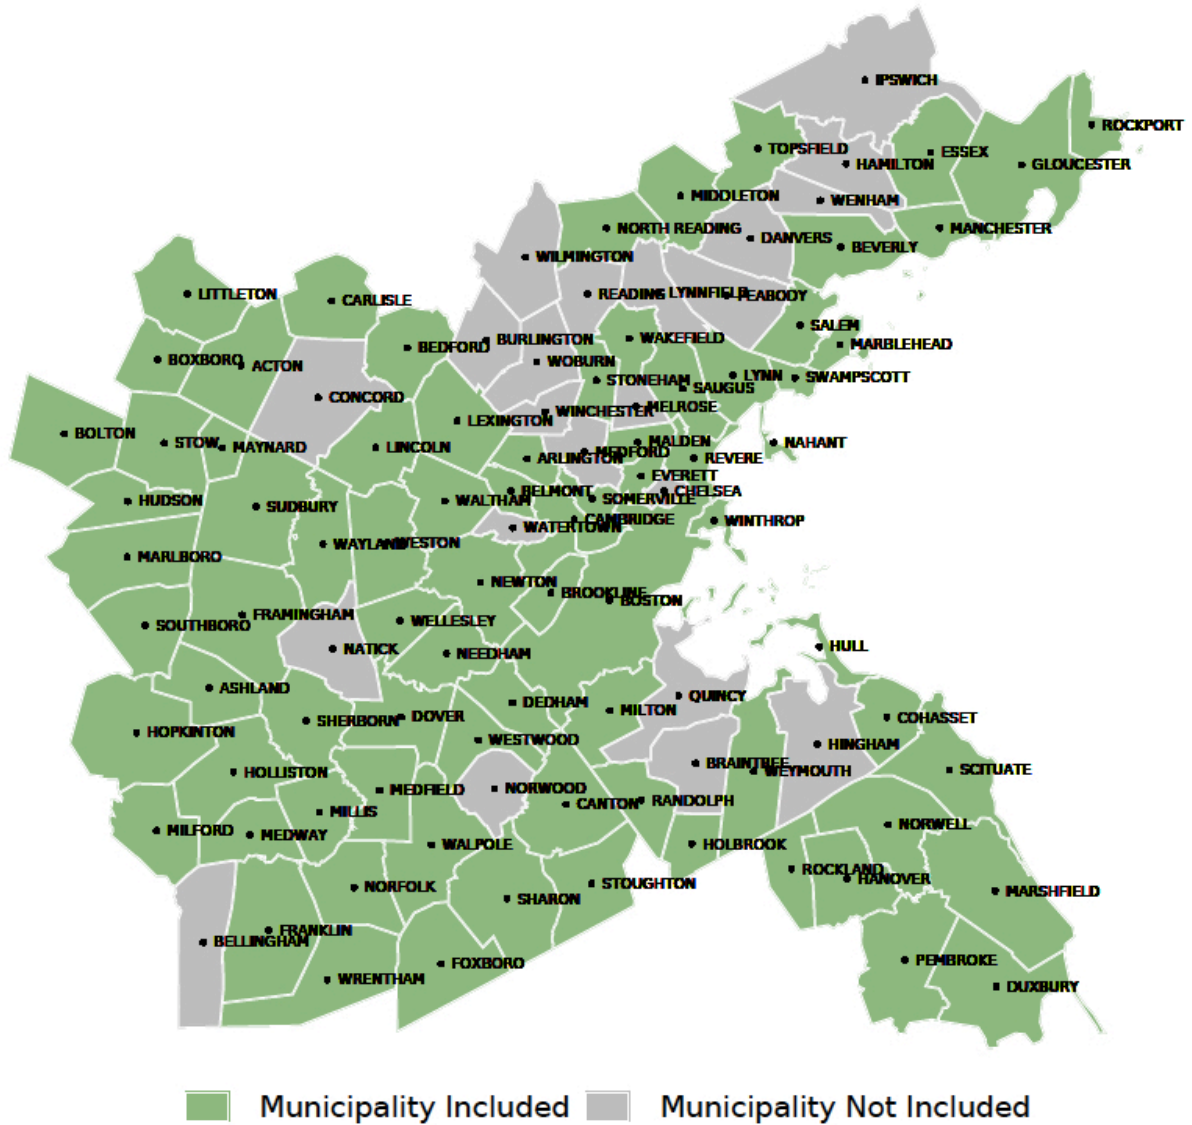 IPSWICH
ROCKPORT
TOPSFIELD
ESSEX
HAMILTON
GLOUCESTER
MIDDLETON
WENHAM
NORTH READING
MANCHESTER
DANVERS
BEVERLY
WILMINGTON
LITTLETON
CARLISLE
READING
LYNNFIELD
PEABODY
SALEM
BURLINGTON
WAKEFIELD
MARBLEHEAD
BEDFORD
BOXBORO
ACTON
WOBURN
STONEHAM
SAUGUS
LYNN
SWAMPSCOTT
CONCORD
WINCHESTER
MELROSE
LEXINGTON
BOLTON
STOW
MAYNARD
LINCOLN
ARLINGTON
MEDFORD
MALDEN
NAHANT
REVERE
EVERETT
HUDSON
SUDBURY
WALTHAM
BELMONT
SOMERVILLE
CHELSEA
CAMBRIDGE
WATERTOWN
WINTHROP
MARLBORO
WAYLAND
WESTON
NEWTON
BROOKLINE
BOSTON
SOUTHBORO
FRAMINGHAM
WELLESLEY
NATICK
NEEDHAM
HULL
ASHLAND
QUINCY
DEDHAM
MILTON
SHERBORN
DOVER
COHASSET
HOPKINTON
WESTWOOD
HINGHAM
HOLLISTON
BRAINTREE
WEYMOUTH
SCITUATE
MEDFIELD
NORWOOD
CANTON
RANDOLPH
MILLIS
MILFORD
MEDWAY
WALPOLE
HOLBROOK
NORWELL
ROCKLAND
HANOVER
NORFOLK
SHARON
STOUGHTON
MARSHFIELD
FRANKLIN
BELLINGHAM
FOXBORO
PEMBROKE
WRENTHAM
DUXBURY
Municipality Included
Municipality Not Included